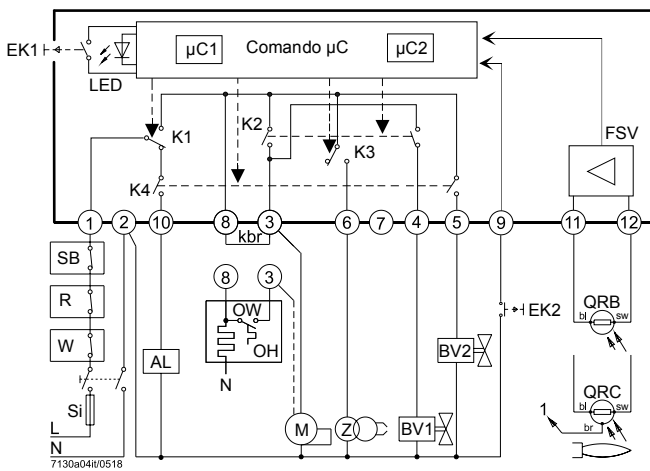 EK1
LED
µC1
Comando µC
µC2
FSV
K1
K2
K3
K4
1
2
10
8
3
6
7
4
5
9
11
12
kbr
SB
R
W
Si
L
N
8
3
OW
OH
N
AL
M
Z
BV1
BV2
EK2
QRB
bl
sw
QRC
bl
sw
br
1
7130a04it/0518